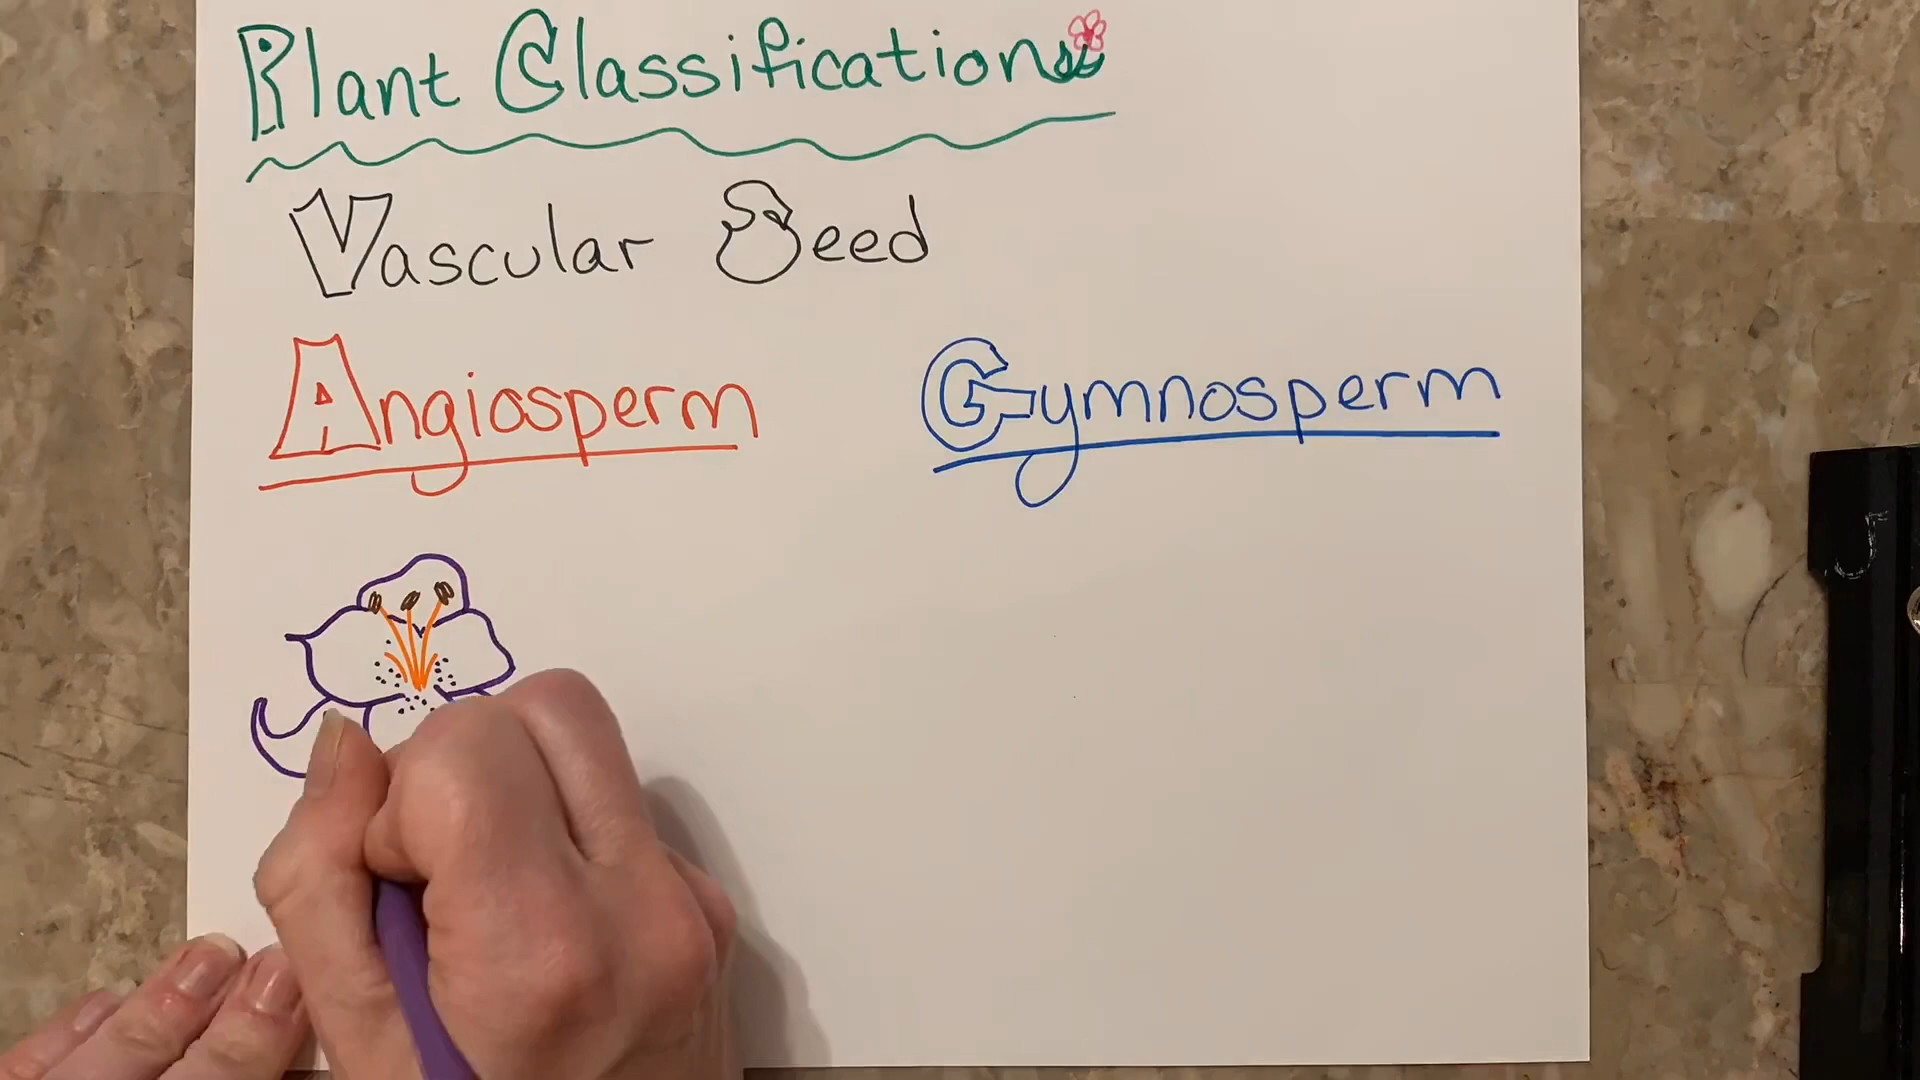 Plant Classifications
Vascular Seed
Angiosperm
Gymnosperm